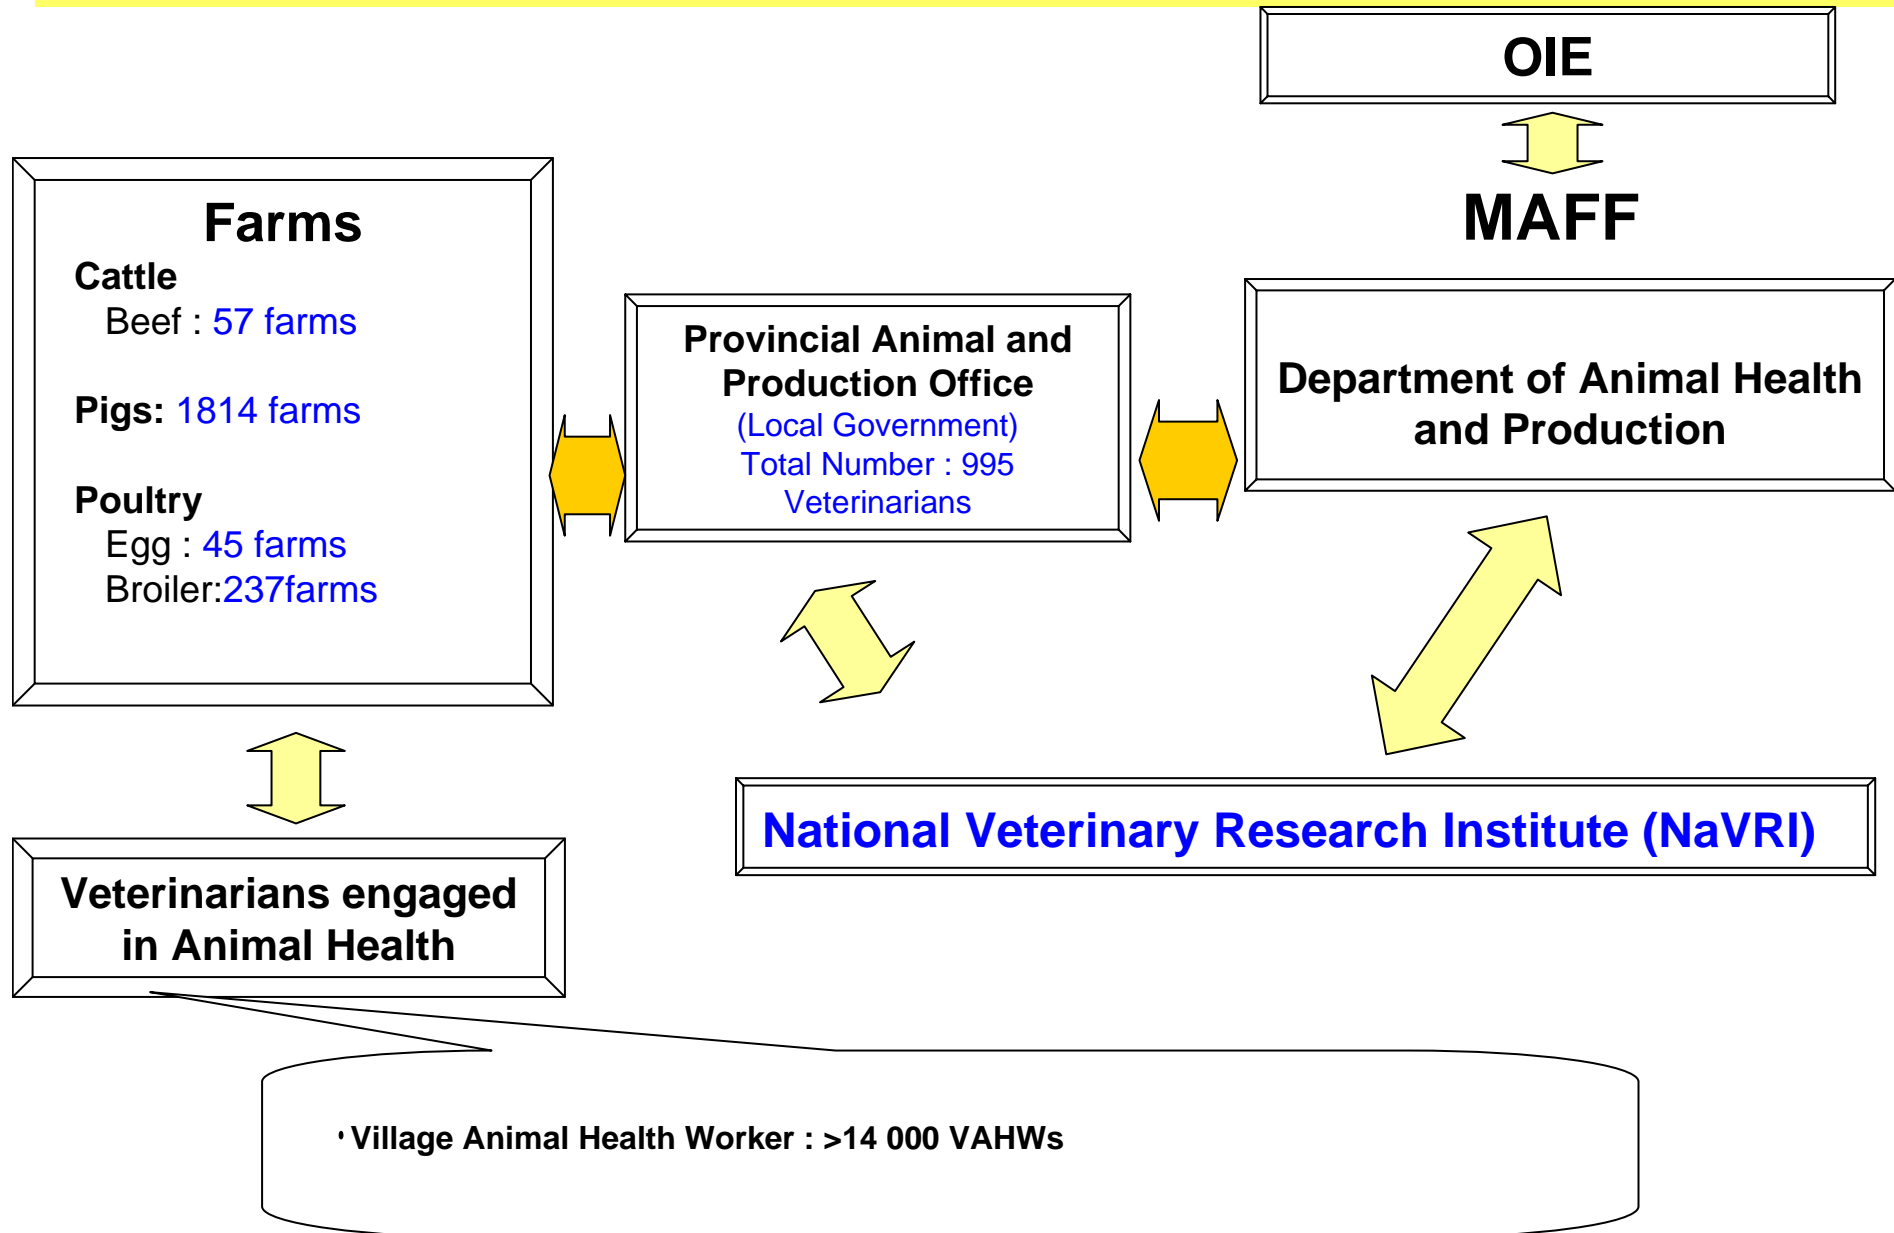 OIE
MAFF
Farms
Cattle
Beef : 57 farms
Pigs: 1814 farms
Poultry
Egg : 45 farms
Broiler:237farms
Provincial Animal and
Production Office
(Local Government)
Total Number : 995
Veterinarians
Department of Animal Health
and Production
National Veterinary Research Institute (NaVRI)
Veterinarians engaged
in Animal Health
• Village Animal Health Worker : >14 000 VAHWs